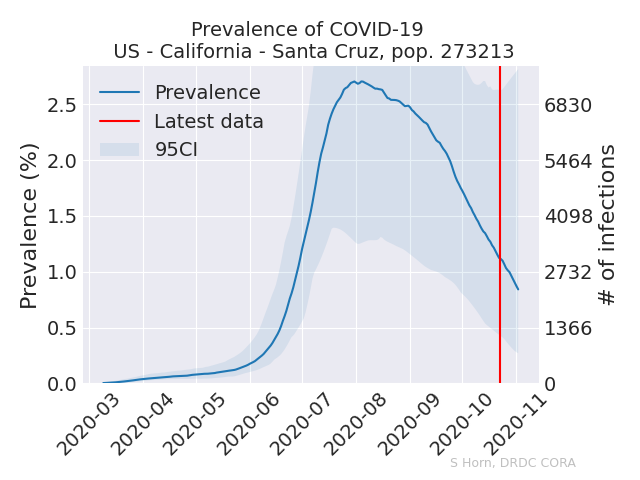 Prevalence of COVID-19
US - California - Santa Cruz, pop. 273213
Prevalence
Latest data
95CI
Prevalence (%)
2.5
2.0
1.5
1.0
0.5
0.0
6830
5464
4098
2732
1366
0
# of infections
2020-03
2020-04
2020-05
2020-06
2020-07
2020-08
2020-09
2020-10
2020-11
S Horn, DRDC CORA